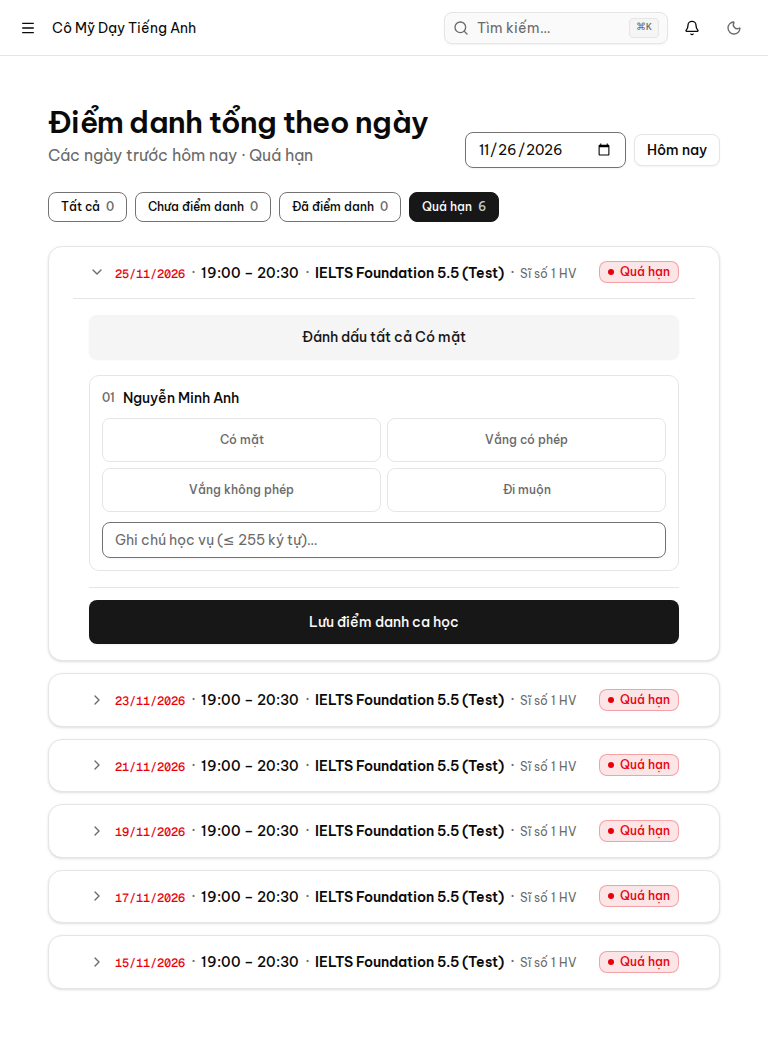 Cô Mỹ Dạy Tiếng Anh
Tìm kiếm...
⌘K
Điểm danh tổng theo ngày
Các ngày trước hôm nay · Quá hạn
11/26/2026
Hôm nay
Tất cả 0
Chưa điểm danh 0
Đã điểm danh 0
Quá hạn 6
25/11/2026 · 19:00 – 20:30 · IELTS Foundation 5.5 (Test) · Sĩ số 1 HV
Quá hạn
Đánh dấu tất cả Có mặt
01 Nguyễn Minh Anh
Có mặt
Vắng có phép
Vắng không phép
Đi muộn
Ghi chú học vụ (≤ 255 ký tự)...
Lưu điểm danh ca học
23/11/2026 · 19:00 – 20:30 · IELTS Foundation 5.5 (Test) · Sĩ số 1 HV
Quá hạn
21/11/2026 · 19:00 – 20:30 · IELTS Foundation 5.5 (Test) · Sĩ số 1 HV
Quá hạn
19/11/2026 · 19:00 – 20:30 · IELTS Foundation 5.5 (Test) · Sĩ số 1 HV
Quá hạn
17/11/2026 · 19:00 – 20:30 · IELTS Foundation 5.5 (Test) · Sĩ số 1 HV
Quá hạn
15/11/2026 · 19:00 – 20:30 · IELTS Foundation 5.5 (Test) · Sĩ số 1 HV
Quá hạn